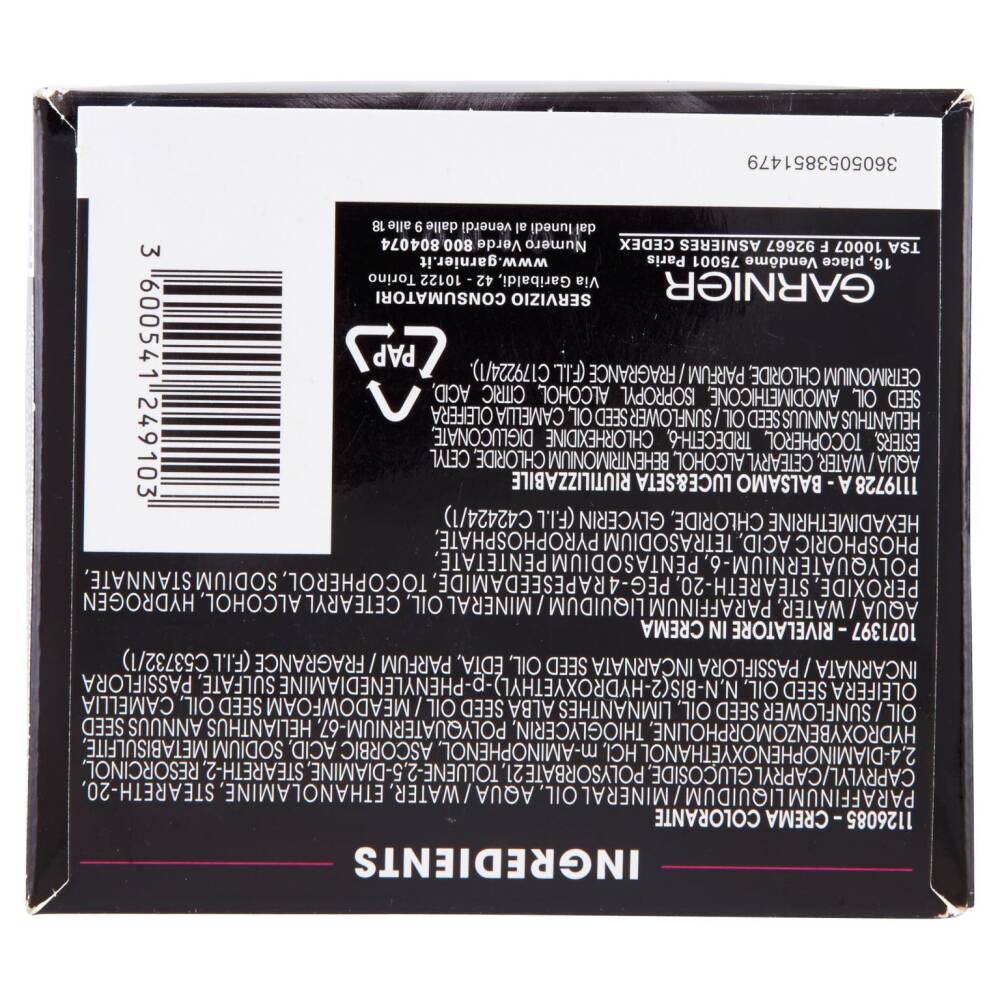 INGREDIENTS
1126085 – CREMA COLORANTE
PARAFFINUM LIQUIDUM / MINERAL OIL, AQUA / WATER, ETHANOLAMINE, STEARETH-20,
CAPRYLYL/CAPRYL GLUCOSIDE, POLYSORBATE 21, TOLUENE-2,5-DIAMINE, STEARETH-2, RESORCINOL,
2,4-DIAMINOPHENOXYETHANOL HCl, m-AMINOPHENOL, ASCORBIC ACID, SODIUM METABISULFITE,
HYDROXYBENZOMORPHOLINE, THIOGLYCERIN, POLYQUATERNIUM-67, HELIANTHUS ANNUUS SEED
OIL / SUNFLOWER SEED OIL, LIMNANTHES ALBA SEED OIL / MEADOWFOAM SEED OIL, CAMELLIA
OLEIFERA SEED OIL, N,N-BIS(2-HYDROXYETHYL)-p-PHENYLENEDIAMINE SULFATE, PASSIFLORA
INCARNATA / PASSIFLORA INCARNATA SEED OIL, EDTA, PARFUM / FRAGRANCE (F.I.L. C53732/1)
1071397 – RIVELATORE IN CREMA
AQUA / WATER, PARAFFINUM LIQUIDUM / MINERAL OIL, CETEARYL ALCOHOL, HYDROGEN
PEROXIDE, STEARETH-20, PEG-4 RAPESEEDAMIDE, TOCOPHEROL, SODIUM STANNATE,
POLYQUATERNIUM-6, PENTASODIUM PENTETATE,
PHOSPHORIC ACID, TETRASODIUM PYROPHOSPHATE,
HEXADIMETHRINE CHLORIDE, GLYCERIN (F.I.L. C42424/1)
1119728 A – BALSAMO LUCE&SETA RIUTILIZZABILE
AQUA / WATER, CETEARYL ALCOHOL, BEHENTRIMONIUM CHLORIDE, CETYL
ESTERS, TOCOPHEROL, TRIDECETH-6, CHLORHEXIDINE DIGLUCONATE,
HELIANTHUS ANNUUS SEED OIL / SUNFLOWER SEED OIL, CAMELLIA OLEIFERA
SEED OIL, AMODIMETHICONE, ISOPROPYL ALCOHOL, CITRIC ACID,
CETRIMONIUM CHLORIDE, PARFUM / FRAGRANCE (F.I.L. C179224/1).
PAP
GARNIER
16, place Vendome 75001 Paris
TSA 10007 F 92667 ASNIERES CEDEX
SERVIZIO CONSUMATORI
Via Garibaldi, 42 - 10122 Torino
www.garnier.it
Numero Verde 800 804074
dal lunedì al venerdì dalle 9 alle 18
3605053851479
3 600541 249103